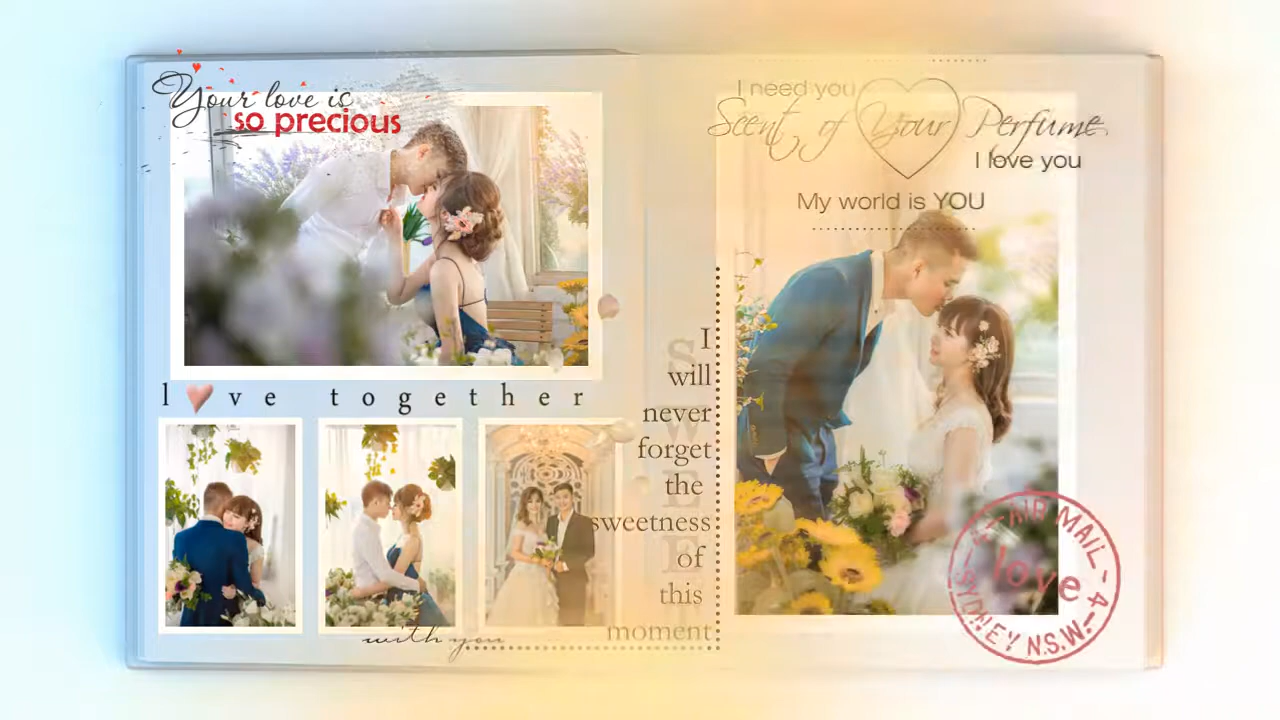 Your love is
so precious
love together
with you
I
will
never
forget
the
sweetness
of
this
moment
I need you
Scent of Your Perfume
I love you
My world is YOU
AIR MAIL - 4
love
SYDNEY N.S.W.